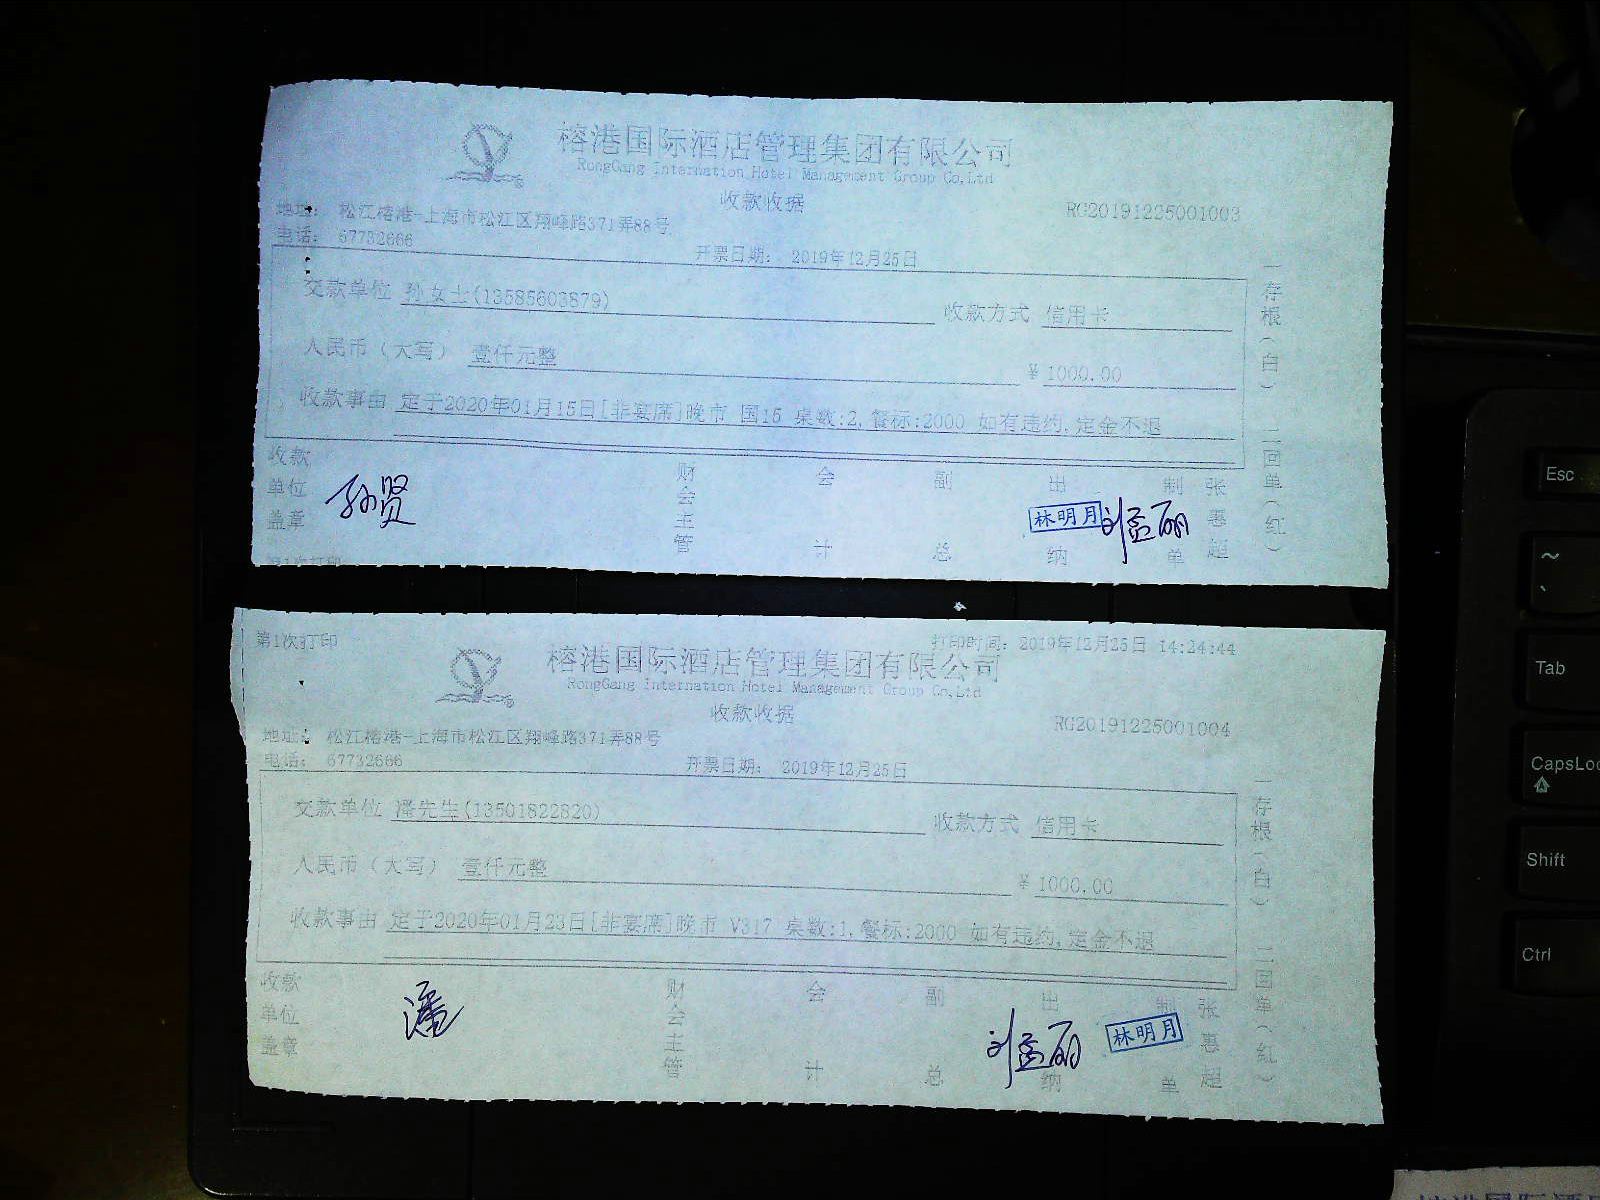 榕港国际酒店管理集团有限公司
RongGang Internation Hotel Management Group Co,Ltd
收款收据
RG20191225001003
地址： 松江榕港-上海市松江区翔峰路371弄88号
电话： 67732666
开票日期： 2019年12月25日
交款单位 孙女士(13585603879) 收款方式 信用卡
人民币（大写） 壹仟元整 ¥ 1000.00
收款事由 定于2020年01月15日[非宴席]晚市 国15 桌数:2,餐标:2000 如有违约,定金不退
一存根（白） 二回单（红）
收款单位盖章 孙贤 财会主管 会计 副总 出纳 林明月 制单 张惠超
第1次打印
第1次打印 打印时间：2019年12月25日 14:24:44
榕港国际酒店管理集团有限公司
RongGang Internation Hotel Management Group Co,Ltd
收款收据
RG20191225001004
地址： 松江榕港-上海市松江区翔峰路371弄88号
电话： 67732666
开票日期： 2019年12月25日
交款单位 潘先生(13501822820) 收款方式 信用卡
人民币（大写） 壹仟元整 ¥ 1000.00
收款事由 定于2020年01月23日[非宴席]晚市 V317 桌数:1,餐标:2000 如有违约,定金不退
一存根（白） 二回单（红）
收款单位盖章 潘 财会主管 会计 副总 出纳 林明月 制单 张惠超
Esc
~
Tab
CapsLoc
Shift
Ctrl